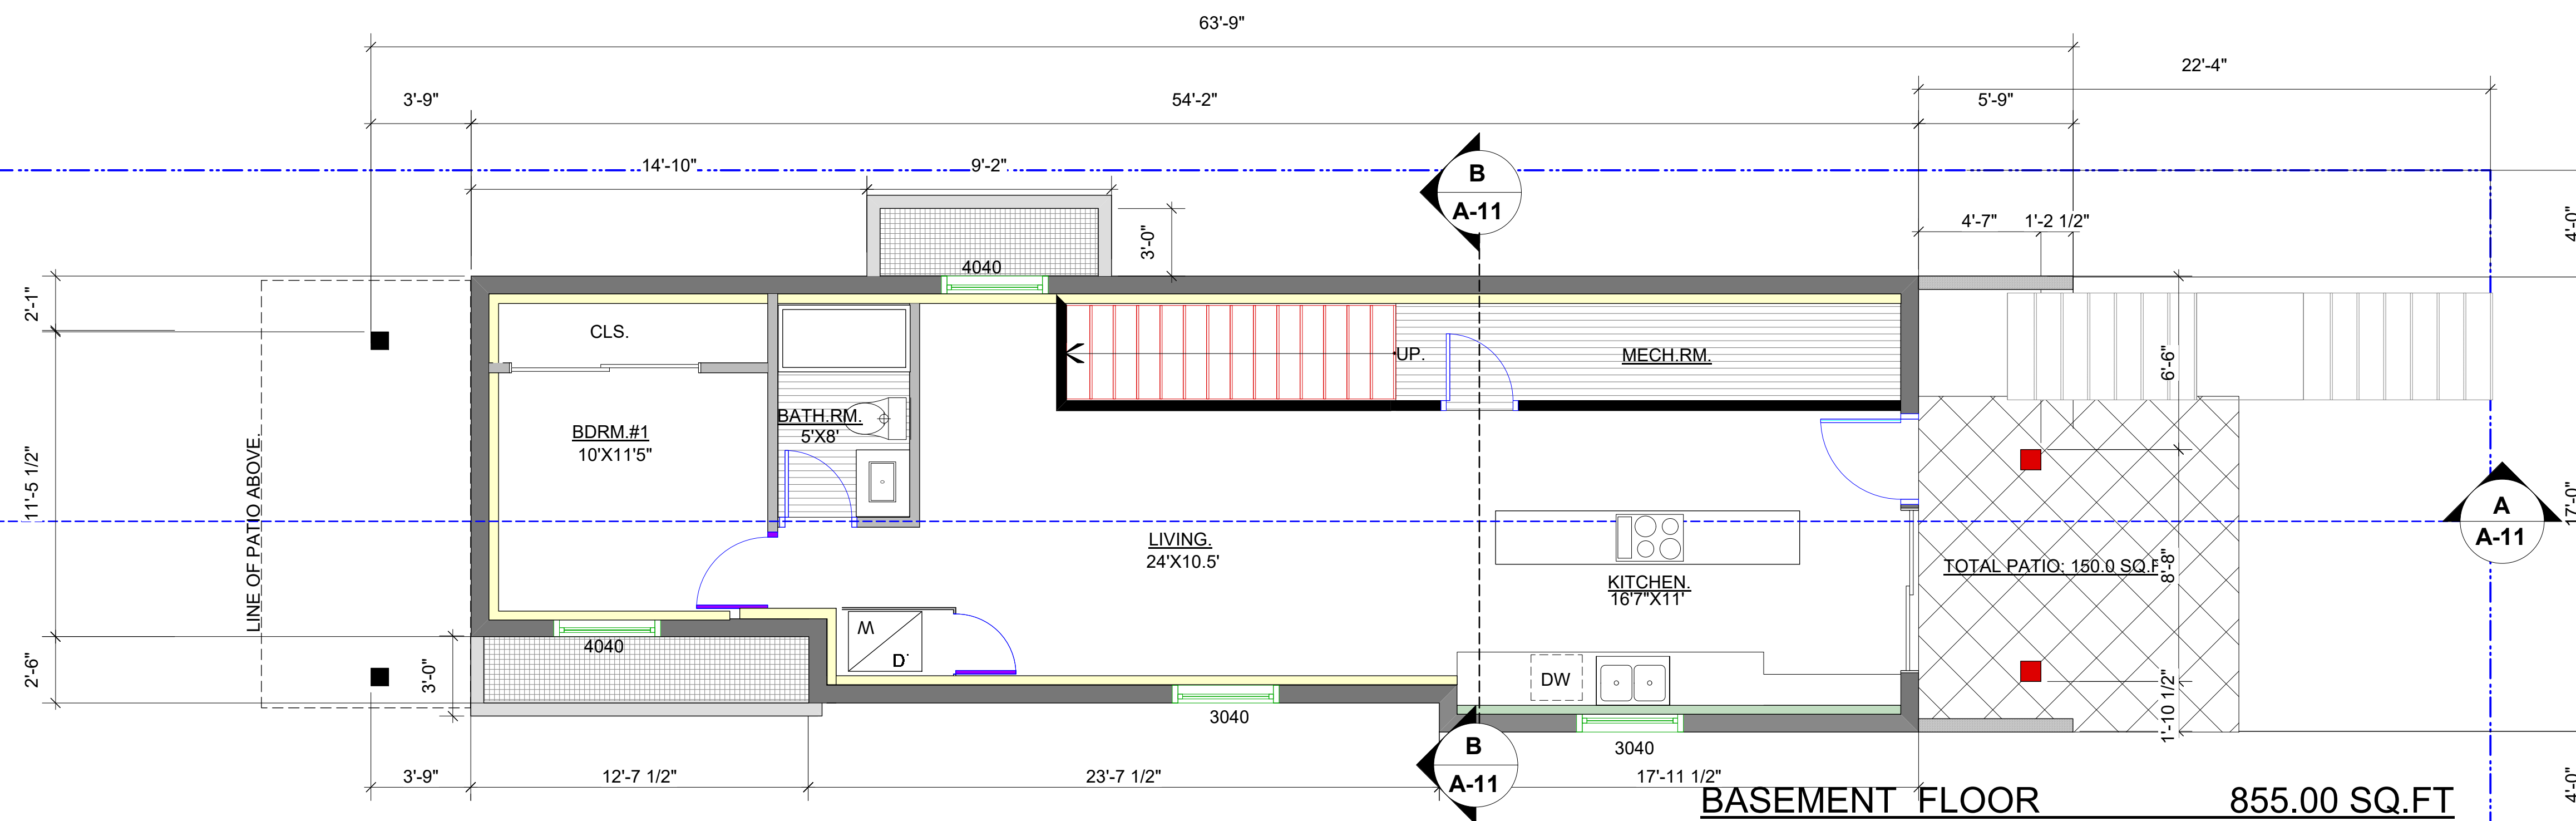 63'-9"
22'-4"
3'-9"
54'-2"
5'-9"
14'-10"
9'-2"
B
A-11
4'-7"
1'-2 1/2"
4'-0"
3'-0"
4040
2'-1"
CLS.
UP.
MECH.RM.
6'-6"
BATH.RM.
5'X8'
BDRM.#1
10'X11'5"
LINE OF PATIO ABOVE.
11'-5 1/2"
LIVING.
24'X10.5'
KITCHEN.
16'7"X11'
TOTAL PATIO: 150.0 SQ.F
8'-8"
A
A-11
17'-0"
W
D
4040
2'-6"
3'-0"
DW
3040
3040
1'-10 1/2"
B
A-11
3'-9"
12'-7 1/2"
23'-7 1/2"
17'-11 1/2"
4'-0"
BASEMENT FLOOR 855.00 SQ.FT